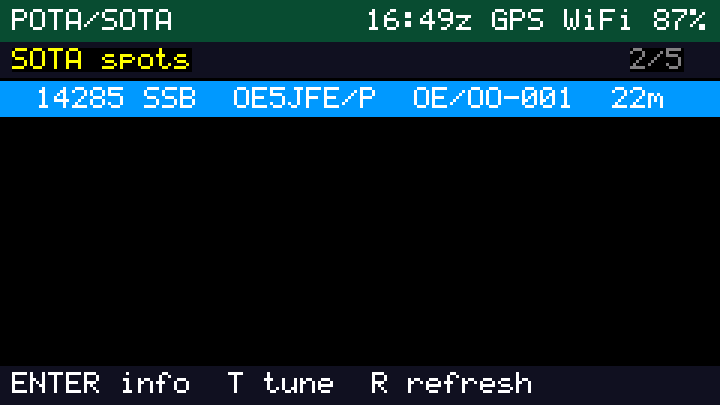 POTA/SOTA 16:49z GPS WiFi 87%
SOTA spots 2/5
14285 SSB OE5JFE/P OE/OO-001 22m
ENTER info T tune R refresh